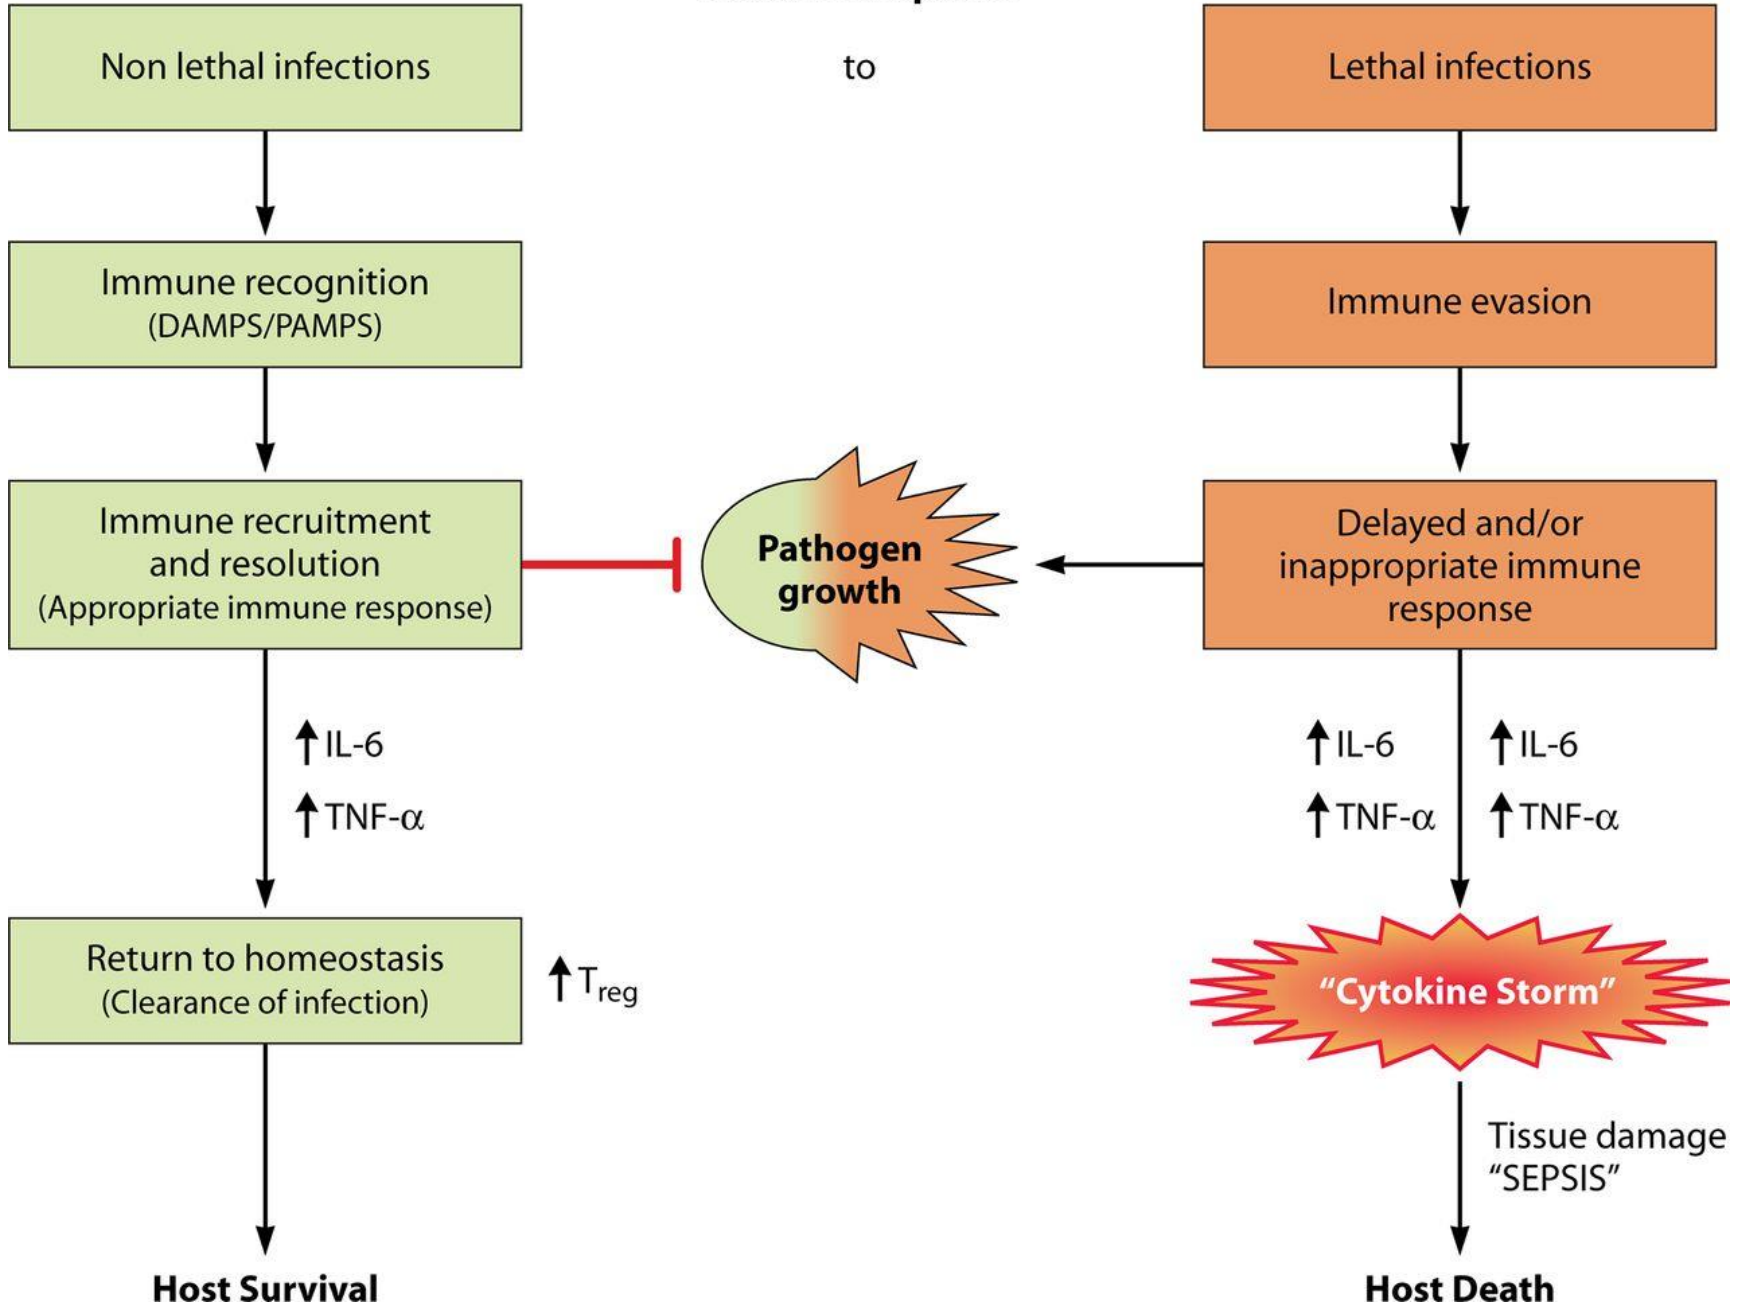 Non lethal infections
to
Lethal infections
Immune recognition
(DAMPS/PAMPS)
Immune evasion
Immune recruitment
and resolution
(Appropriate immune response)
Pathogen
growth
Delayed and/or
inappropriate immune
response
↑ IL-6
↑ TNF-α
↑ IL-6
↑ TNF-α
↑ IL-6
↑ TNF-α
Return to homeostasis
(Clearance of infection)
↑ Treg
“Cytokine Storm”
Tissue damage
“SEPSIS”
Host Survival
Host Death